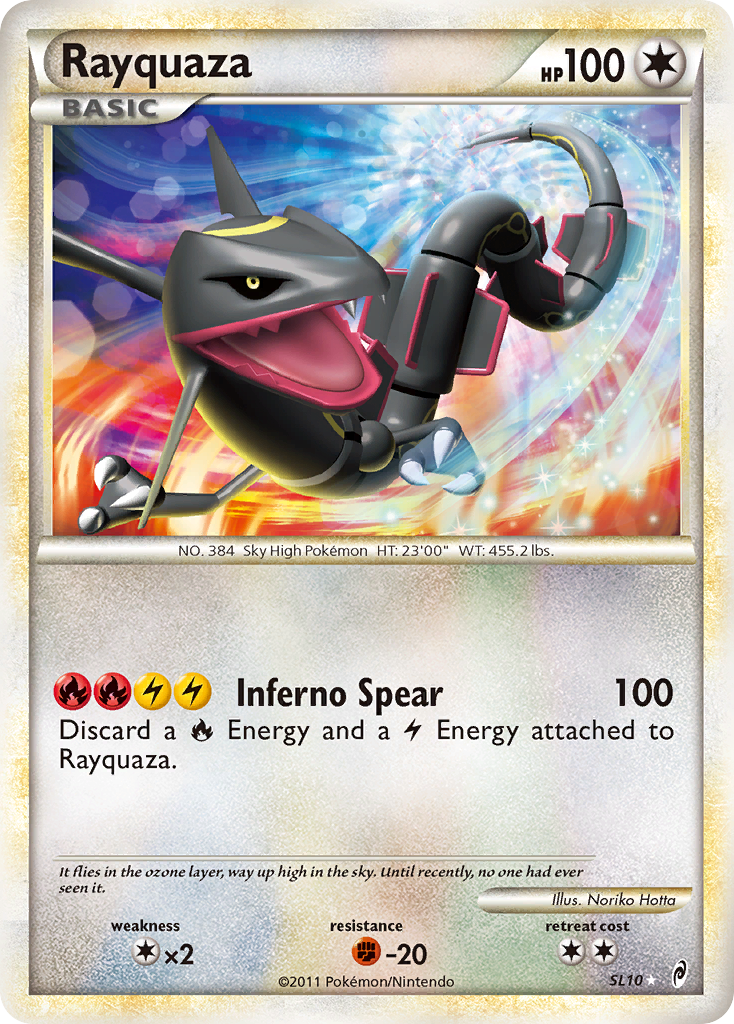 Rayquaza HP100
BASIC
NO. 384 Sky High Pokémon HT: 23'00" WT: 455.2 lbs.
Inferno Spear 100
Discard a Energy and a Energy attached to
Rayquaza.
It flies in the ozone layer, way up high in the sky. Until recently, no one had ever
seen it.
Illus. Noriko Hotta
weakness resistance retreat cost
×2 -20
©2011 Pokémon/Nintendo SL10